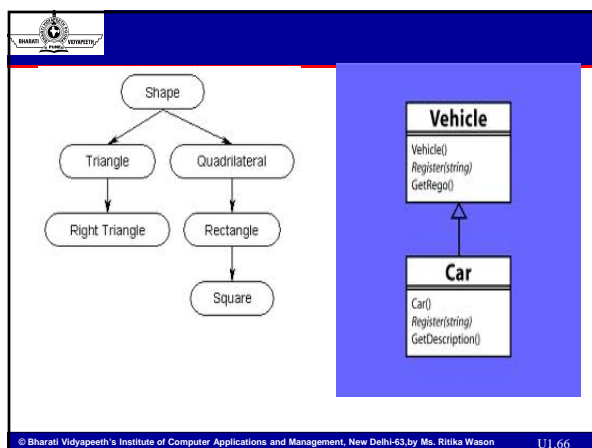 BHARATI VIDYAPEETH
PUNE
Shape
Triangle Quadrilateral
Right Triangle Rectangle
Square
Vehicle
Vehicle()
Register(string)
GetRego()
Car
Car()
Register(string)
GetDescription()
© Bharati Vidyapeeth's Institute of Computer Applications and Management, New Delhi-63,by Ms. Ritika Wason U1.66